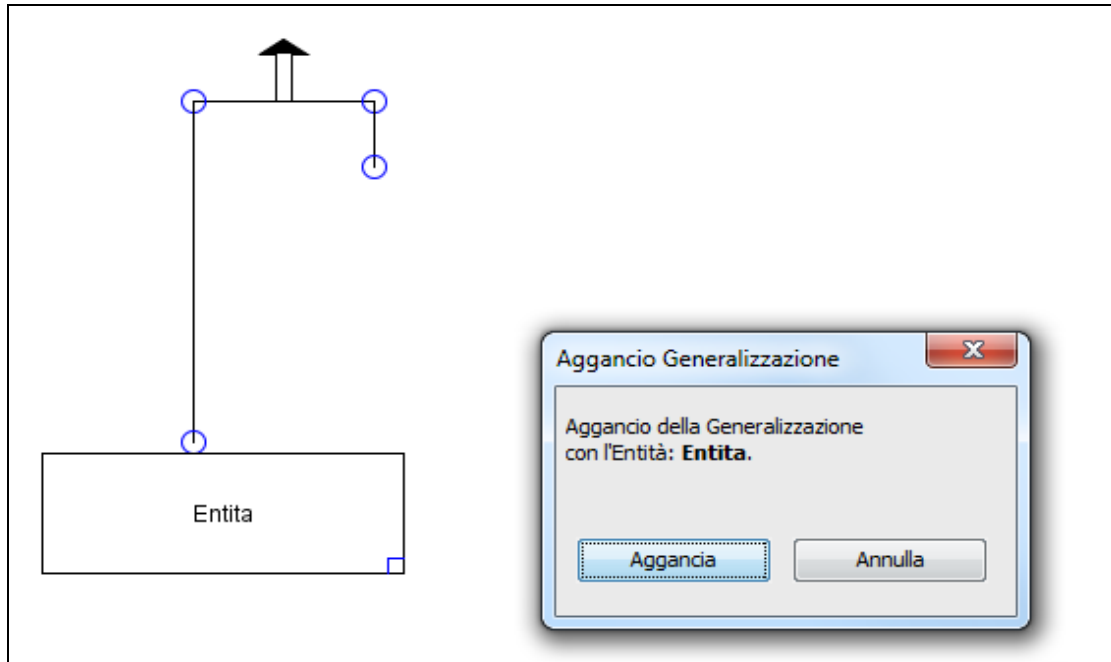 Entita
Aggancio Generalizzazione
Aggancio della Generalizzazione
con l'Entità: Entita.
Aggancia
Annulla